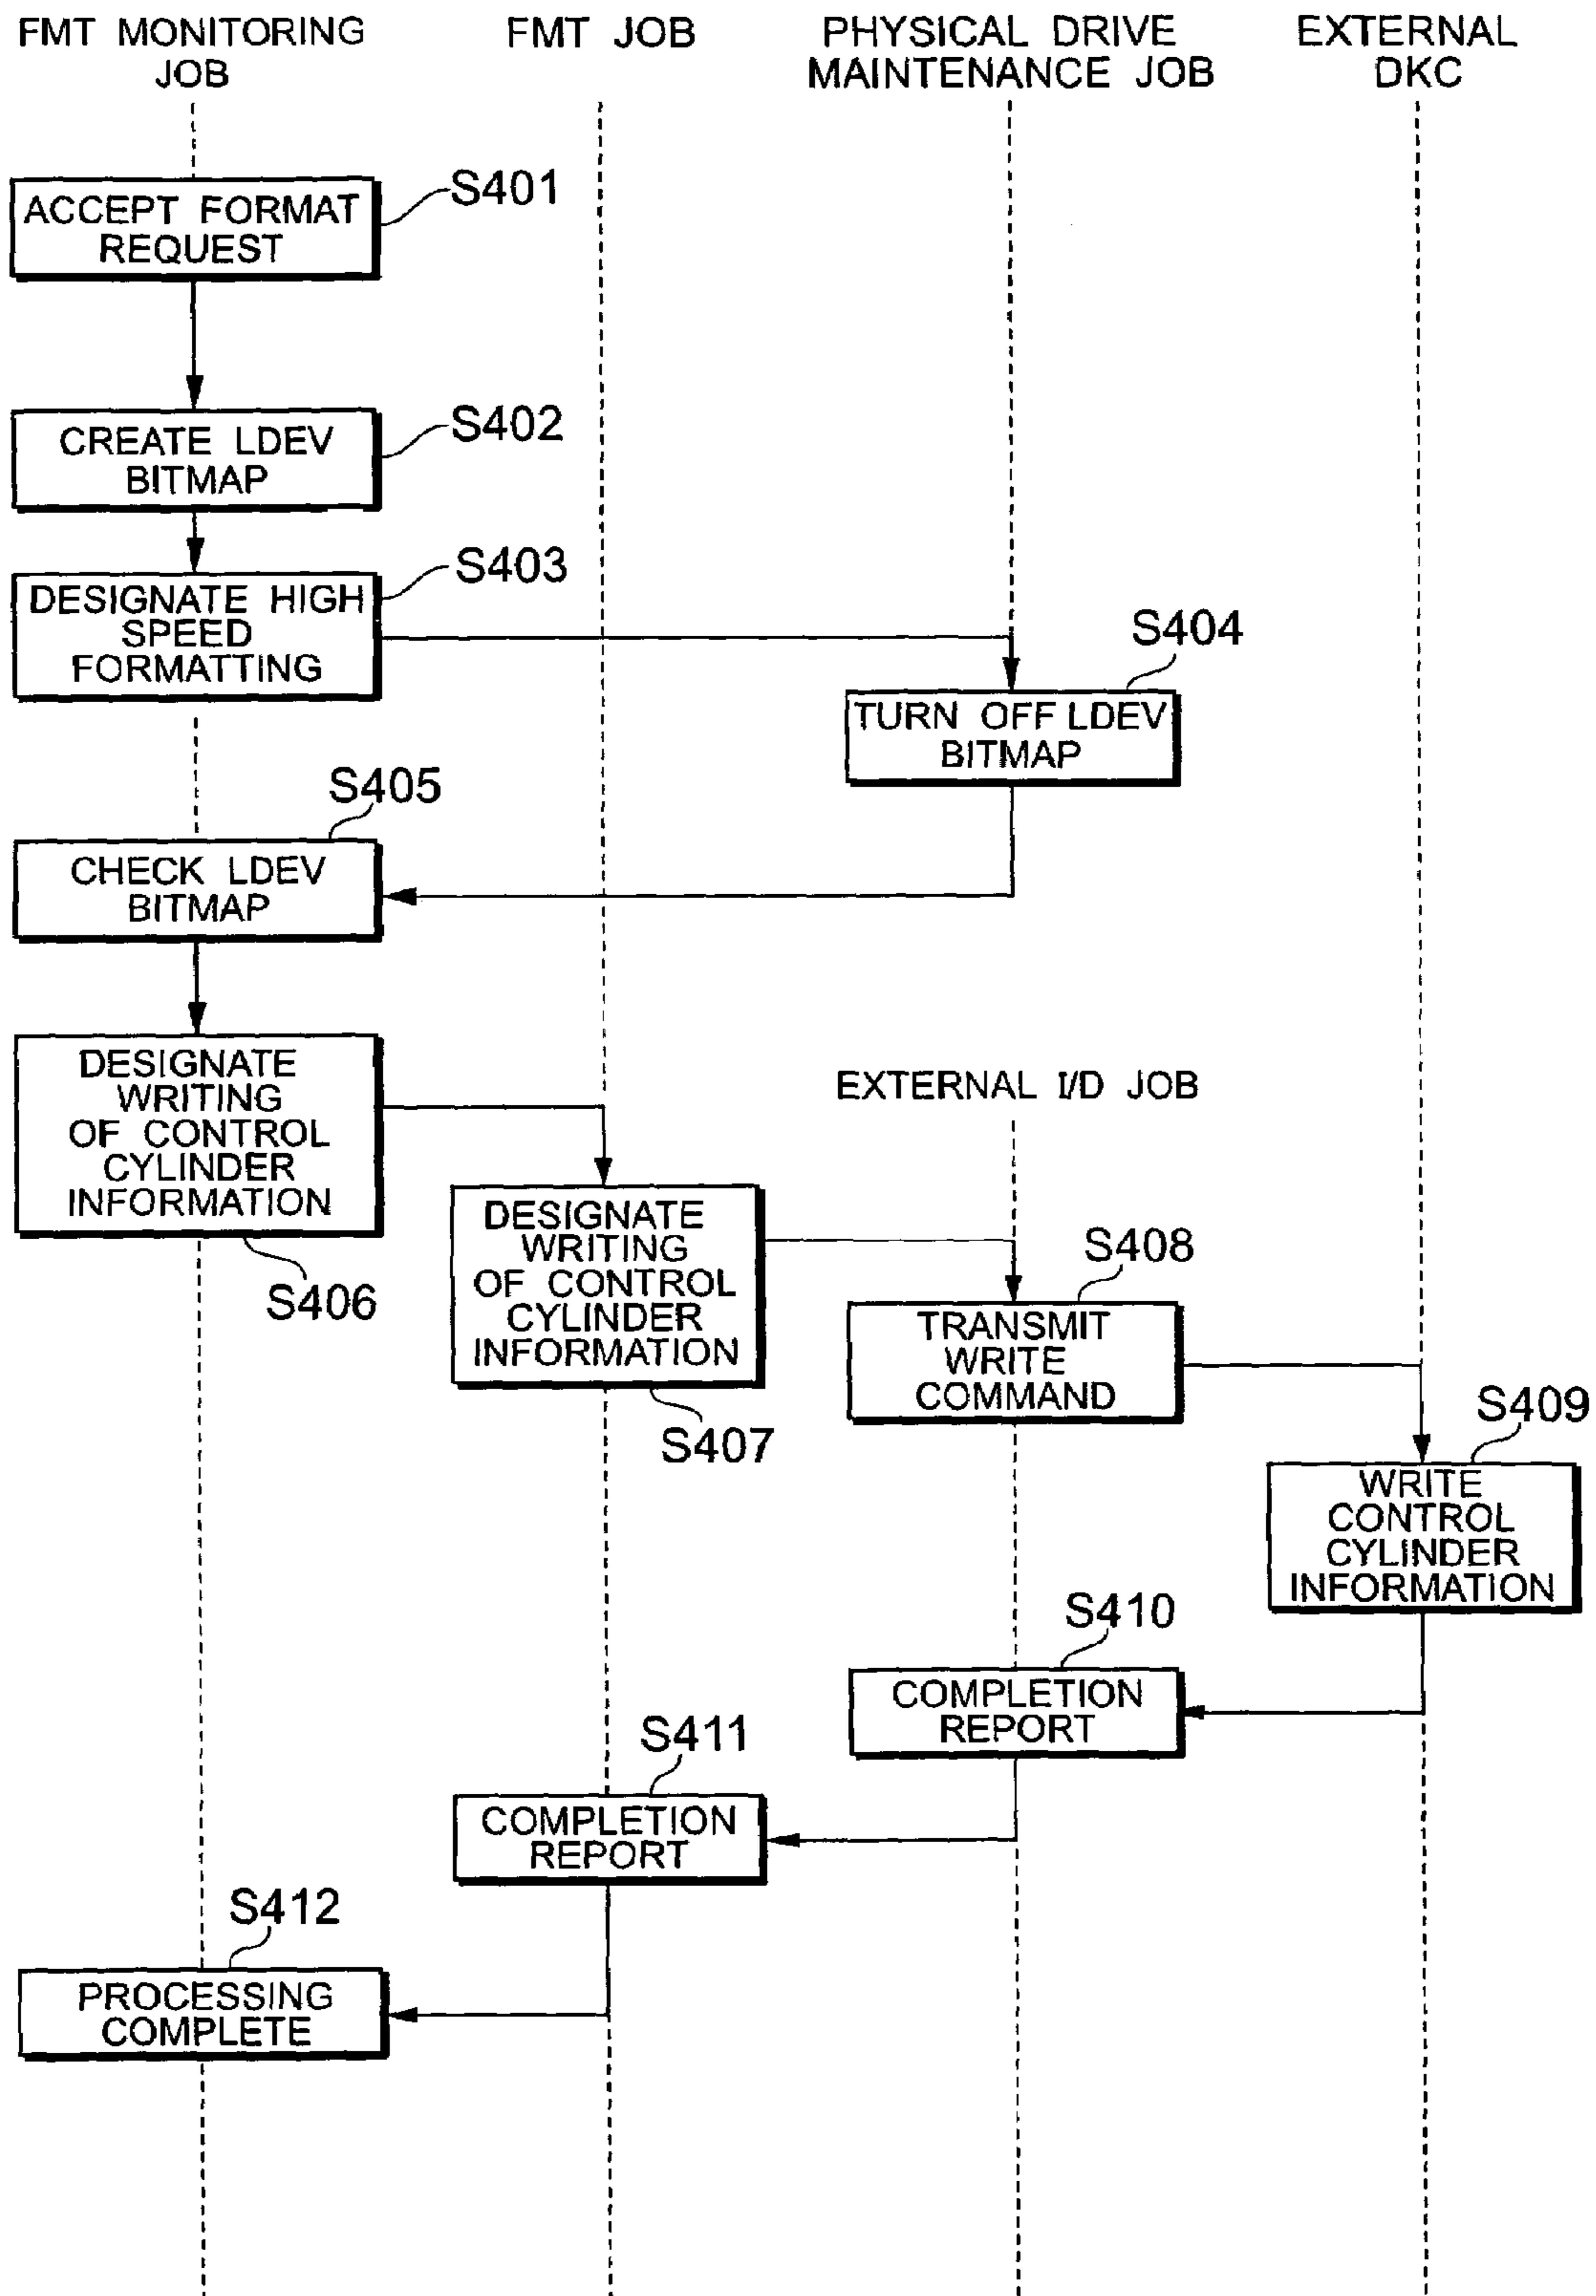 FMT MONITORING
JOB
FMT JOB
PHYSICAL DRIVE
MAINTENANCE JOB
EXTERNAL
DKC
S401
ACCEPT FORMAT
REQUEST
S402
CREATE LDEV
BITMAP
S403
DESIGNATE HIGH
SPEED
FORMATTING
S404
TURN OFF LDEV
BITMAP
S405
CHECK LDEV
BITMAP
DESIGNATE
WRITING
OF CONTROL
CYLINDER
INFORMATION
S406
EXTERNAL I/D JOB
DESIGNATE
WRITING
OF CONTROL
CYLINDER
INFORMATION
S407
S408
TRANSMIT
WRITE
COMMAND
S409
WRITE
CONTROL
CYLINDER
INFORMATION
S410
COMPLETION
REPORT
S411
COMPLETION
REPORT
S412
PROCESSING
COMPLETE